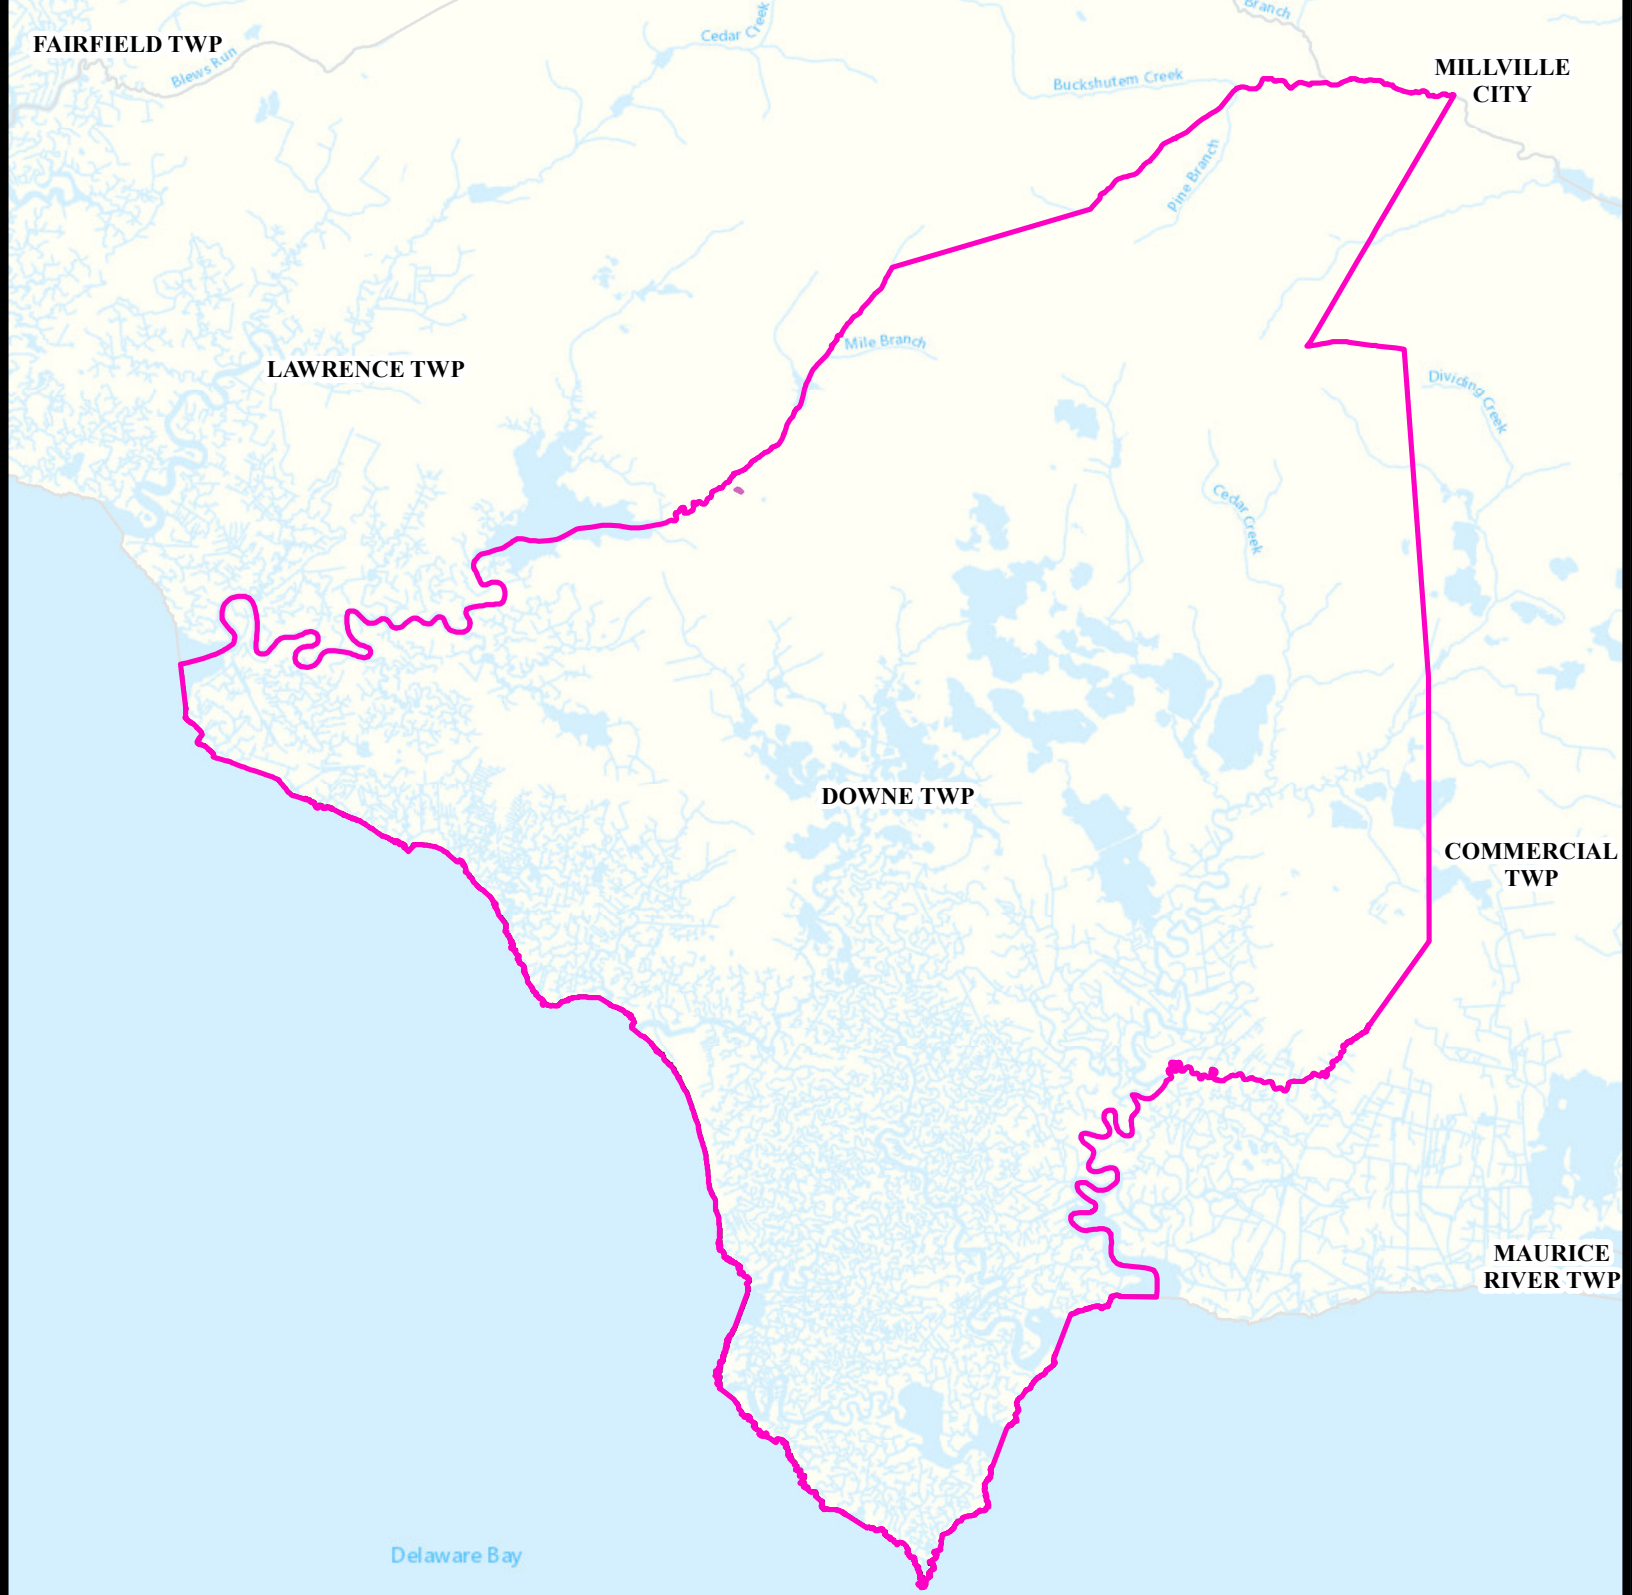 Branch
Cedar Creek
FAIRFIELD TWP
Blews Run
MILLVILLE
CITY
Buckshutem Creek
Pine Branch
Mile Branch
LAWRENCE TWP
Dividing Creek
Cedar Creek
DOWNE TWP
COMMERCIAL
TWP
MAURICE
RIVER TWP
Delaware Bay